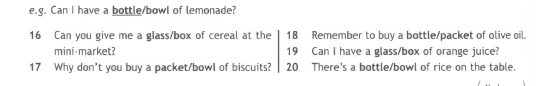 e.g. Can I have a bottle/bowl of lemonade?
16 Can you give me a glass/box of cereal at the
mini-market?
17 Why don't you buy a packet/bowl of biscuits?
18 Remember to buy a bottle/packet of olive oil.
19 Can I have a glass/box of orange juice?
20 There's a bottle/bowl of rice on the table.